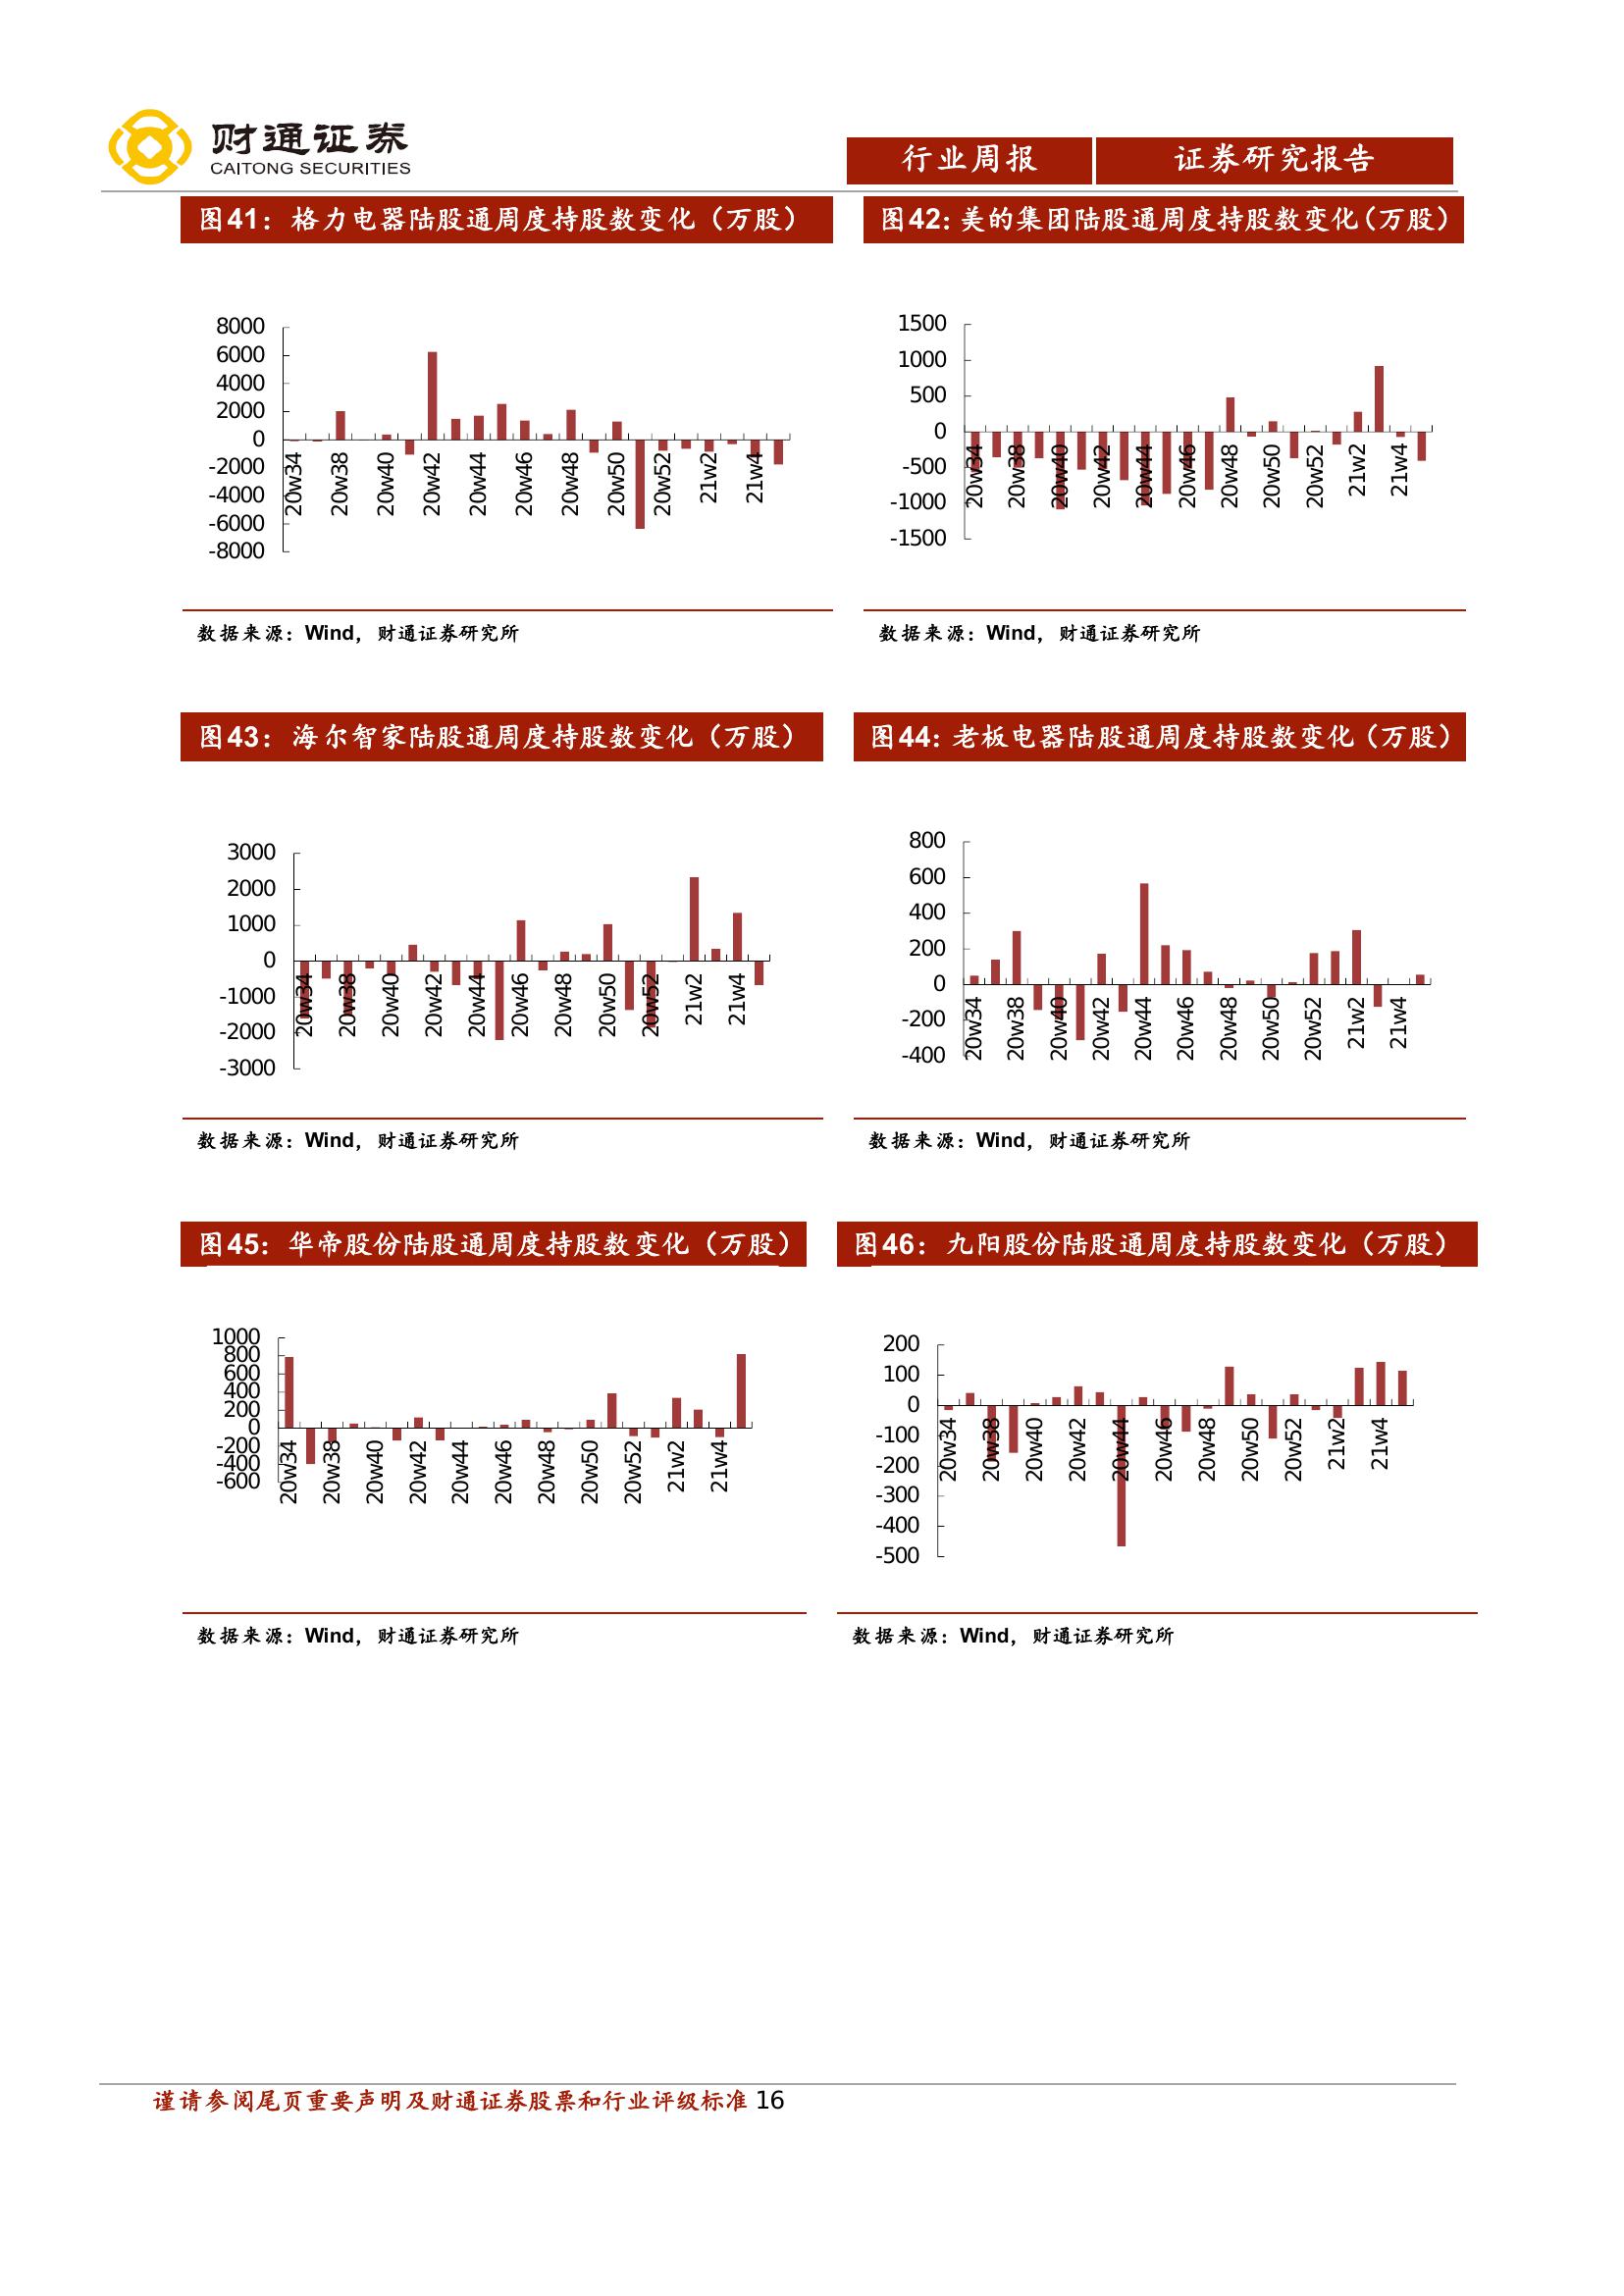 财通证券
CAITONG SECURITIES
行业周报 证券研究报告
图41：格力电器陆股通周度持股数变化（万股）
8000
6000
4000
2000
0
-2000
-4000
-6000
-8000
20w34 20w38 20w40 20w42 20w44 20w46 20w48 20w50 20w52 21w2 21w4
数据来源：Wind，财通证券研究所
图42：美的集团陆股通周度持股数变化（万股）
1500
1000
500
0
-500
-1000
-1500
20w34 20w38 20w40 20w42 20w44 20w46 20w48 20w50 20w52 21w2 21w4
数据来源：Wind，财通证券研究所
图43：海尔智家陆股通周度持股数变化（万股）
3000
2000
1000
0
-1000
-2000
-3000
20w34 20w38 20w40 20w42 20w44 20w46 20w48 20w50 20w52 21w2 21w4
数据来源：Wind，财通证券研究所
图44：老板电器陆股通周度持股数变化（万股）
800
600
400
200
0
-200
-400
20w34 20w38 20w40 20w42 20w44 20w46 20w48 20w50 20w52 21w2 21w4
数据来源：Wind，财通证券研究所
图45：华帝股份陆股通周度持股数变化（万股）
1000
800
600
400
200
0
-200
-400
-600
20w34 20w38 20w40 20w42 20w44 20w46 20w48 20w50 20w52 21w2 21w4
数据来源：Wind，财通证券研究所
图46：九阳股份陆股通周度持股数变化（万股）
200
100
0
-100
-200
-300
-400
-500
20w34 20w38 20w40 20w42 20w44 20w46 20w48 20w50 20w52 21w2 21w4
数据来源：Wind，财通证券研究所
谨请参阅尾页重要声明及财通证券股票和行业评级标准 16